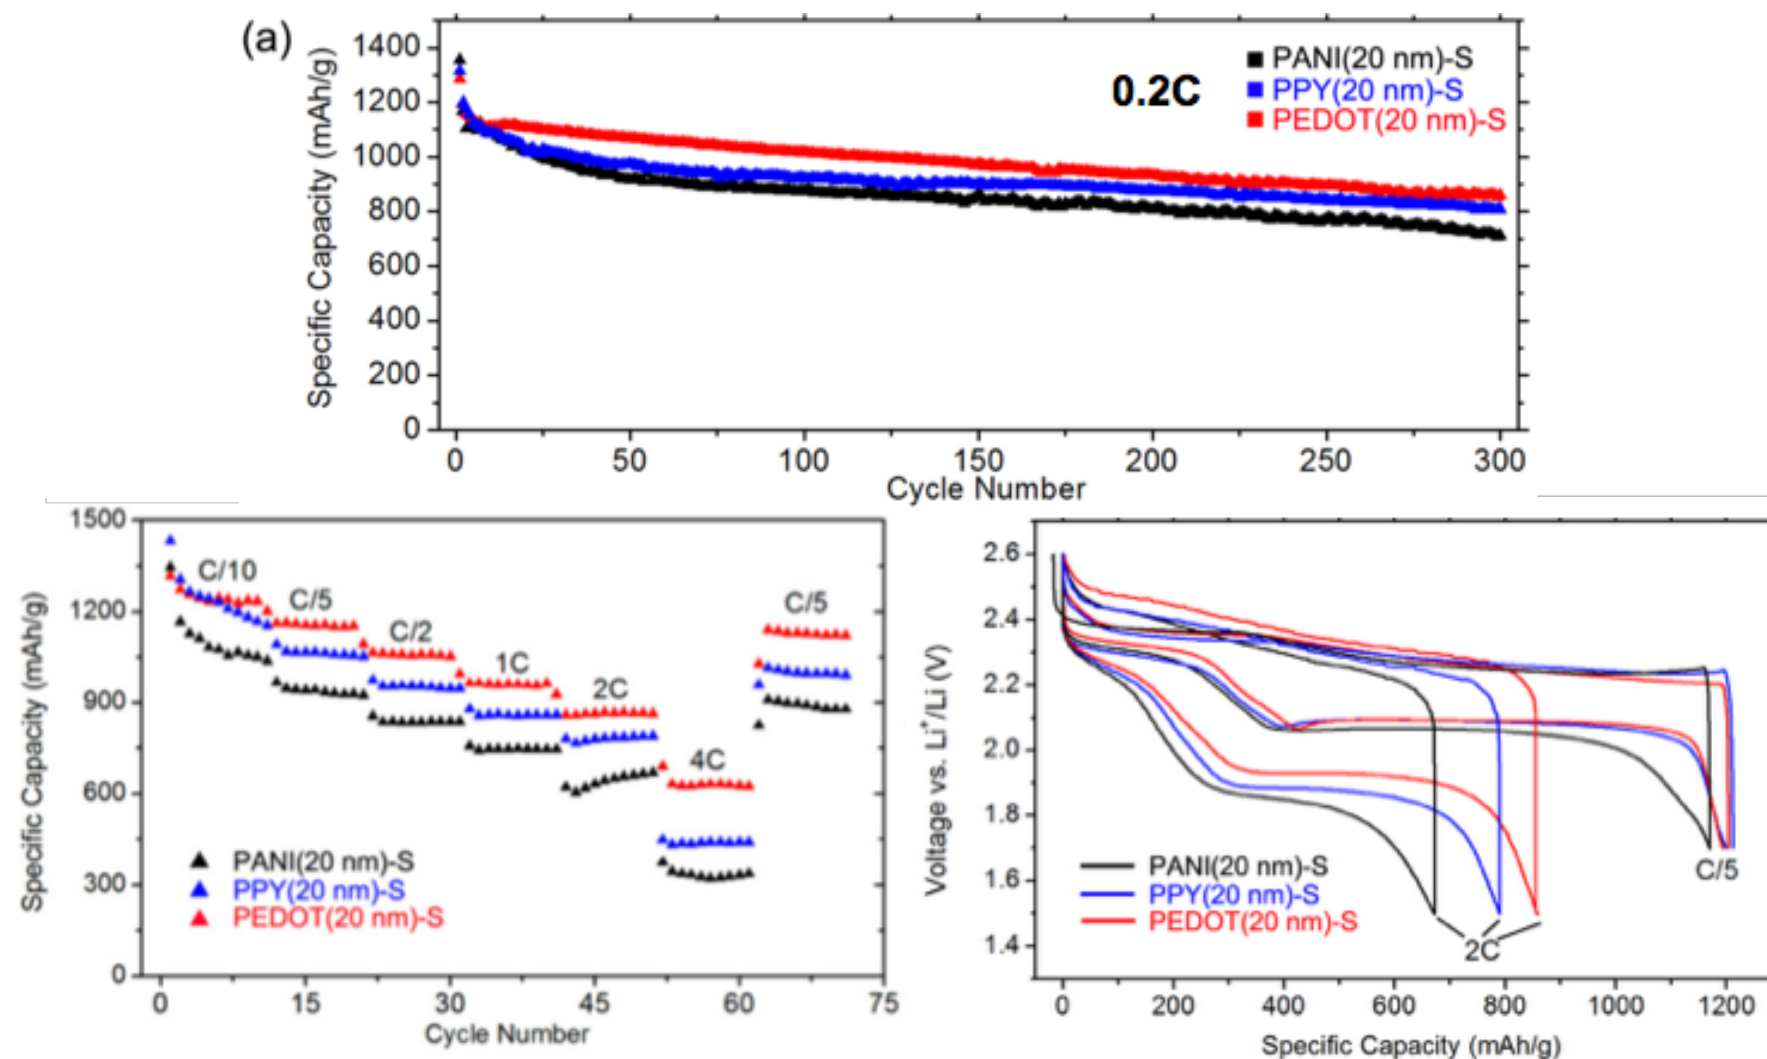 (a)
1400
1200
1000
800
600
400
200
0
Specific Capacity (mAh/g)
0.2C
PANI(20 nm)-S
PPY(20 nm)-S
PEDOT(20 nm)-S
0 50 100 150 200 250 300
Cycle Number
1500
1200
900
600
300
0
Specific Capacity (mAh/g)
C/10
C/5
C/2
1C
2C
4C
C/5
PANI(20 nm)-S
PPY(20 nm)-S
PEDOT(20 nm)-S
0 15 30 45 60 75
Cycle Number
2.6
2.4
2.2
2.0
1.8
1.6
1.4
Voltage vs. Li⁺/Li (V)
PANI(20 nm)-S
PPY(20 nm)-S
PEDOT(20 nm)-S
C/5
2C
0 200 400 600 800 1000 1200
Specific Capacity (mAh/g)